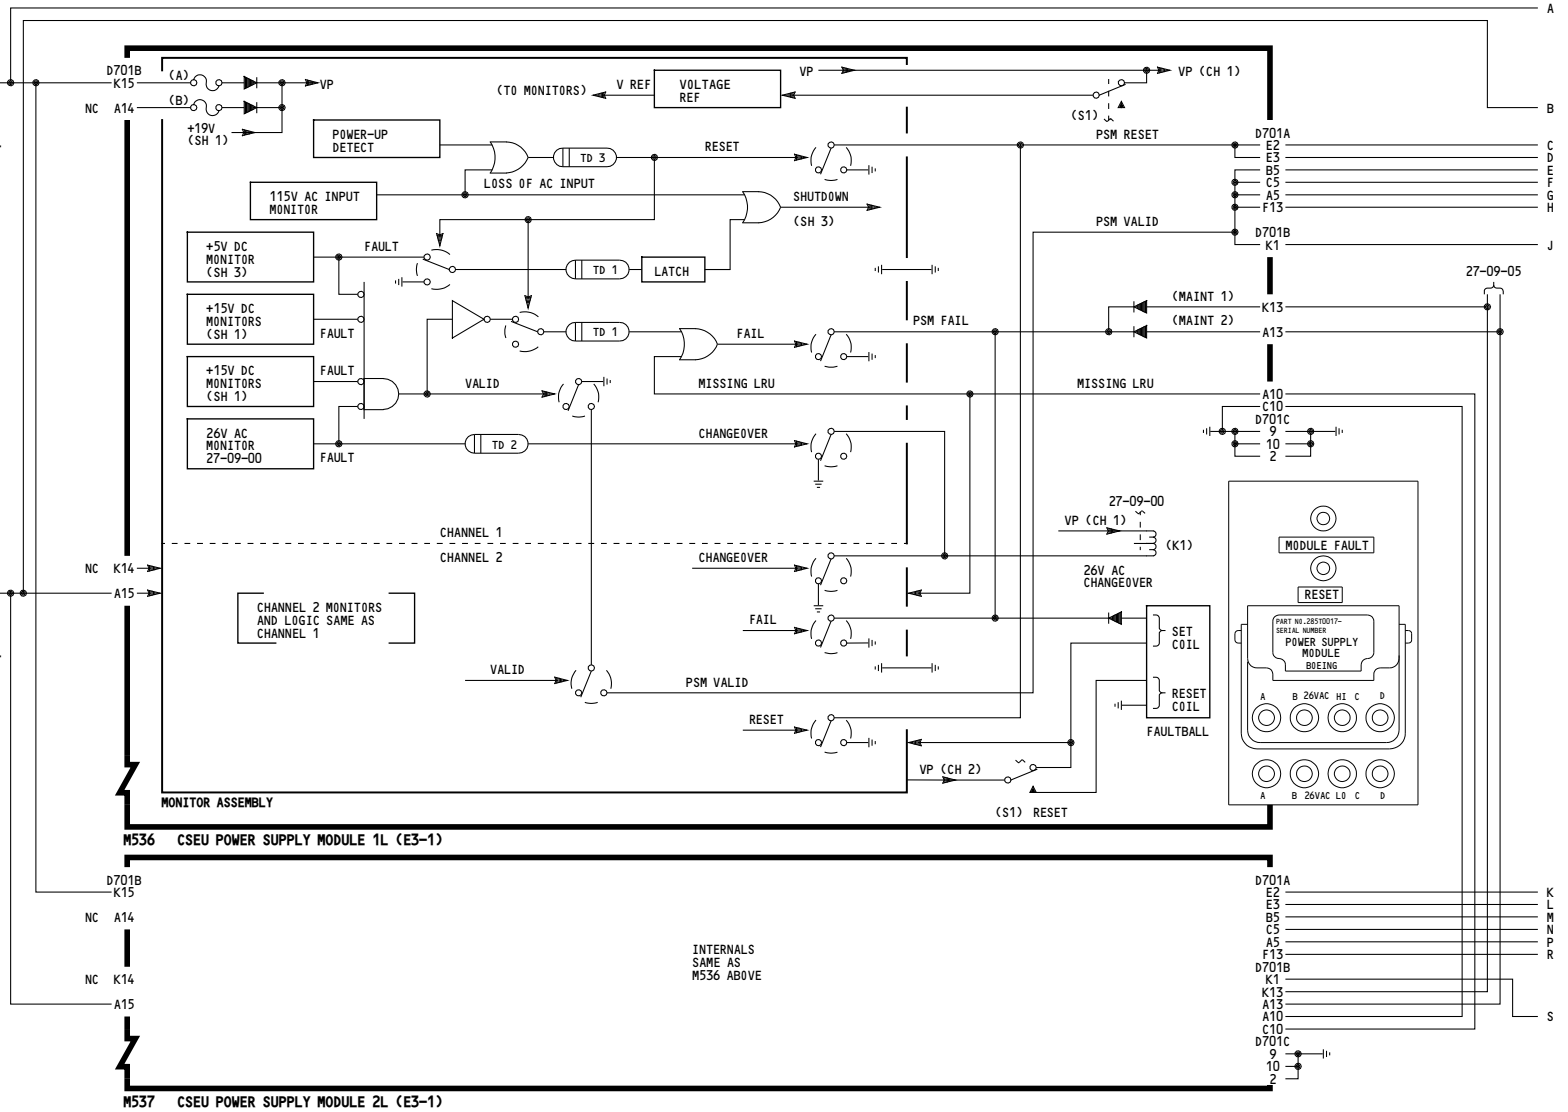 A
B
D701B
K15
(A)
VP
NC A14
(B)
+19V
(SH 1)
(TO MONITORS)
V REF
VOLTAGE
REF
VP
VP (CH 1)
(S1)
POWER-UP
DETECT
TD 3
RESET
PSM RESET
LOSS OF AC INPUT
115V AC INPUT
MONITOR
SHUTDOWN
(SH 3)
PSM VALID
D701A
E2
E3
B5
C5
A5
F13
D701B
K1
C
D
E
F
G
H
J
+5V DC
MONITOR
(SH 3)
FAULT
TD 1
LATCH
27-09-05
+15V DC
MONITORS
(SH 1)
FAULT
TD 1
FAIL
PSM FAIL
(MAINT 1)
K13
(MAINT 2)
A13
+15V DC
MONITORS
(SH 1)
FAULT
VALID
MISSING LRU
MISSING LRU
A10
C10
D701C
9
10
2
26V AC
MONITOR
27-09-00
FAULT
TD 2
CHANGEOVER
CHANNEL 1
CHANNEL 2
27-09-00
VP (CH 1)
(K1)
26V AC
CHANGEOVER
NC K14
A15
CHANGEOVER
CHANNEL 2 MONITORS
AND LOGIC SAME AS
CHANNEL 1
FAIL
VALID
PSM VALID
RESET
SET
COIL
RESET
COIL
FAULTBALL
VP (CH 2)
(S1) RESET
MODULE FAULT
RESET
PART NO.285T0017-
SERIAL NUMBER
POWER SUPPLY
MODULE
BOEING
A B 26VAC HI C D
A B 26VAC LO C D
MONITOR ASSEMBLY
M536 CSEU POWER SUPPLY MODULE 1L (E3-1)
D701B
K15
NC A14
NC K14
A15
INTERNALS
SAME AS
M536 ABOVE
D701A
E2
E3
B5
C5
A5
F13
D701B
K1
K13
A13
A10
C10
D701C
9
10
2
K
L
M
N
P
R
S
M537 CSEU POWER SUPPLY MODULE 2L (E3-1)